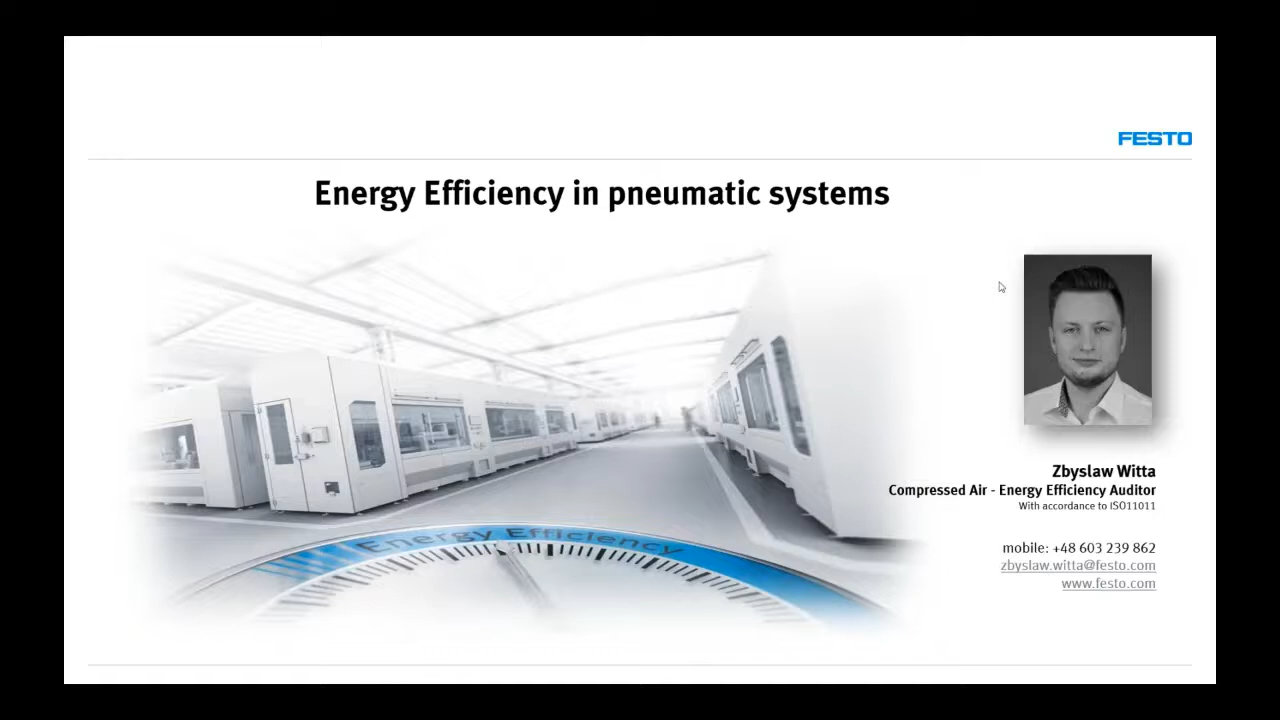 FESTO
Energy Efficiency in pneumatic systems
Zbyslaw Witta
Compressed Air - Energy Efficiency Auditor
With accordance to ISO11011
mobile: +48 603 239 862
zbyslaw.witta@festo.com
www.festo.com
Energy Efficiency